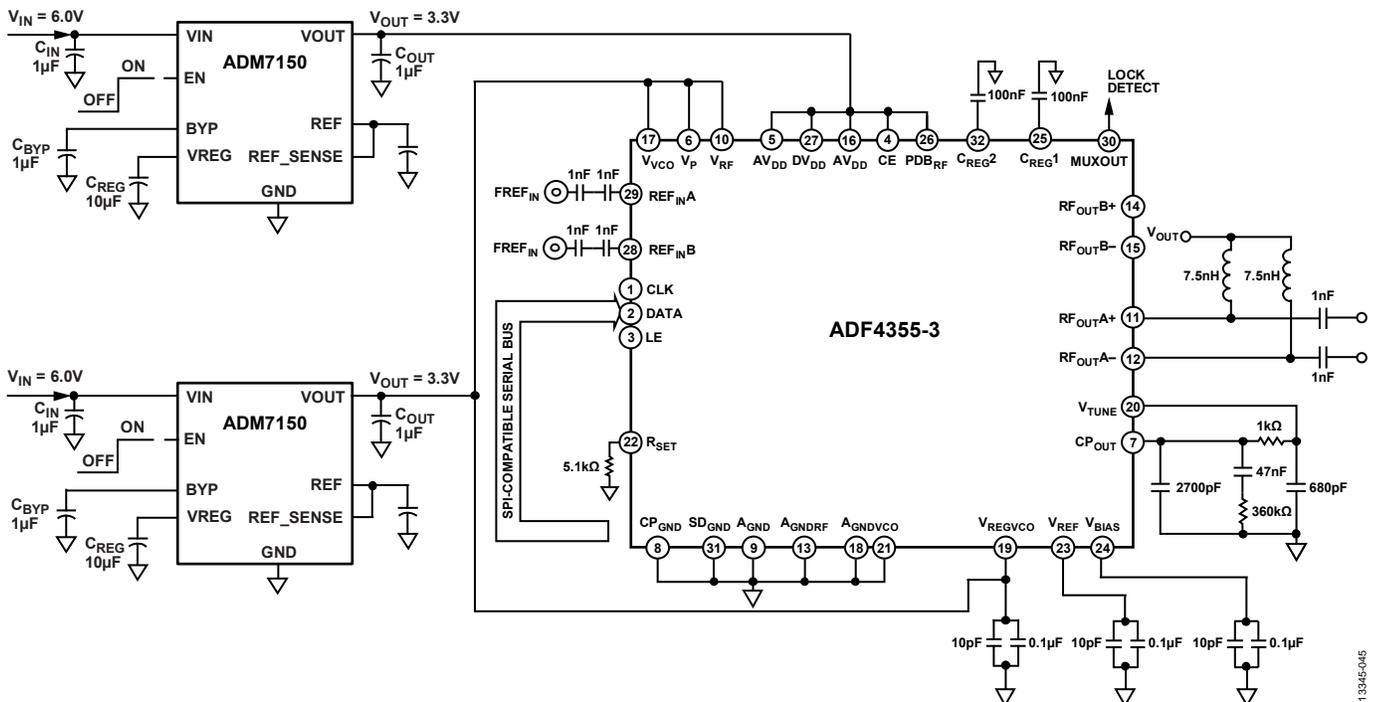 VIN = 6.0V
CIN
1µF
ON
OFF
CBYP
1µF
CREG
10µF
VIN
VOUT
ADM7150
EN
BYP
REF
VREG
REF_SENSE
GND
VOUT = 3.3V
COUT
1µF
VIN = 6.0V
CIN
1µF
ON
OFF
CBYP
1µF
CREG
10µF
VIN
VOUT
ADM7150
EN
BYP
REF
VREG
REF_SENSE
GND
VOUT = 3.3V
COUT
1µF
100nF
100nF
LOCK
DETECT
17
6
10
5
27
16
4
26
32
25
30
VVCO
VP
VRF
AVDD
DVDD
AVDD
CE
PDBRF
CREG2
CREG1
MUXOUT
FREFIN
1nF
1nF
29
REFINA
FREFIN
1nF
1nF
28
REFINB
1
CLK
2
DATA
3
LE
SPI-COMPATIBLE SERIAL BUS
22
RSET
5.1kΩ
ADF4355-3
RFOUTB+
14
RFOUTB–
15
VOUT
7.5nH
7.5nH
RFOUTA+
11
1nF
RFOUTA–
12
1nF
VTUNE
20
CPOUT
7
1kΩ
47nF
2700pF
680pF
360kΩ
CPGND
SDGND
AGND
AGNDRF
AGNDVCO
VREGVCO
VREF
VBIAS
8
31
9
13
18
21
19
23
24
10pF
0.1µF
10pF
0.1µF
10pF
0.1µF
13345-045